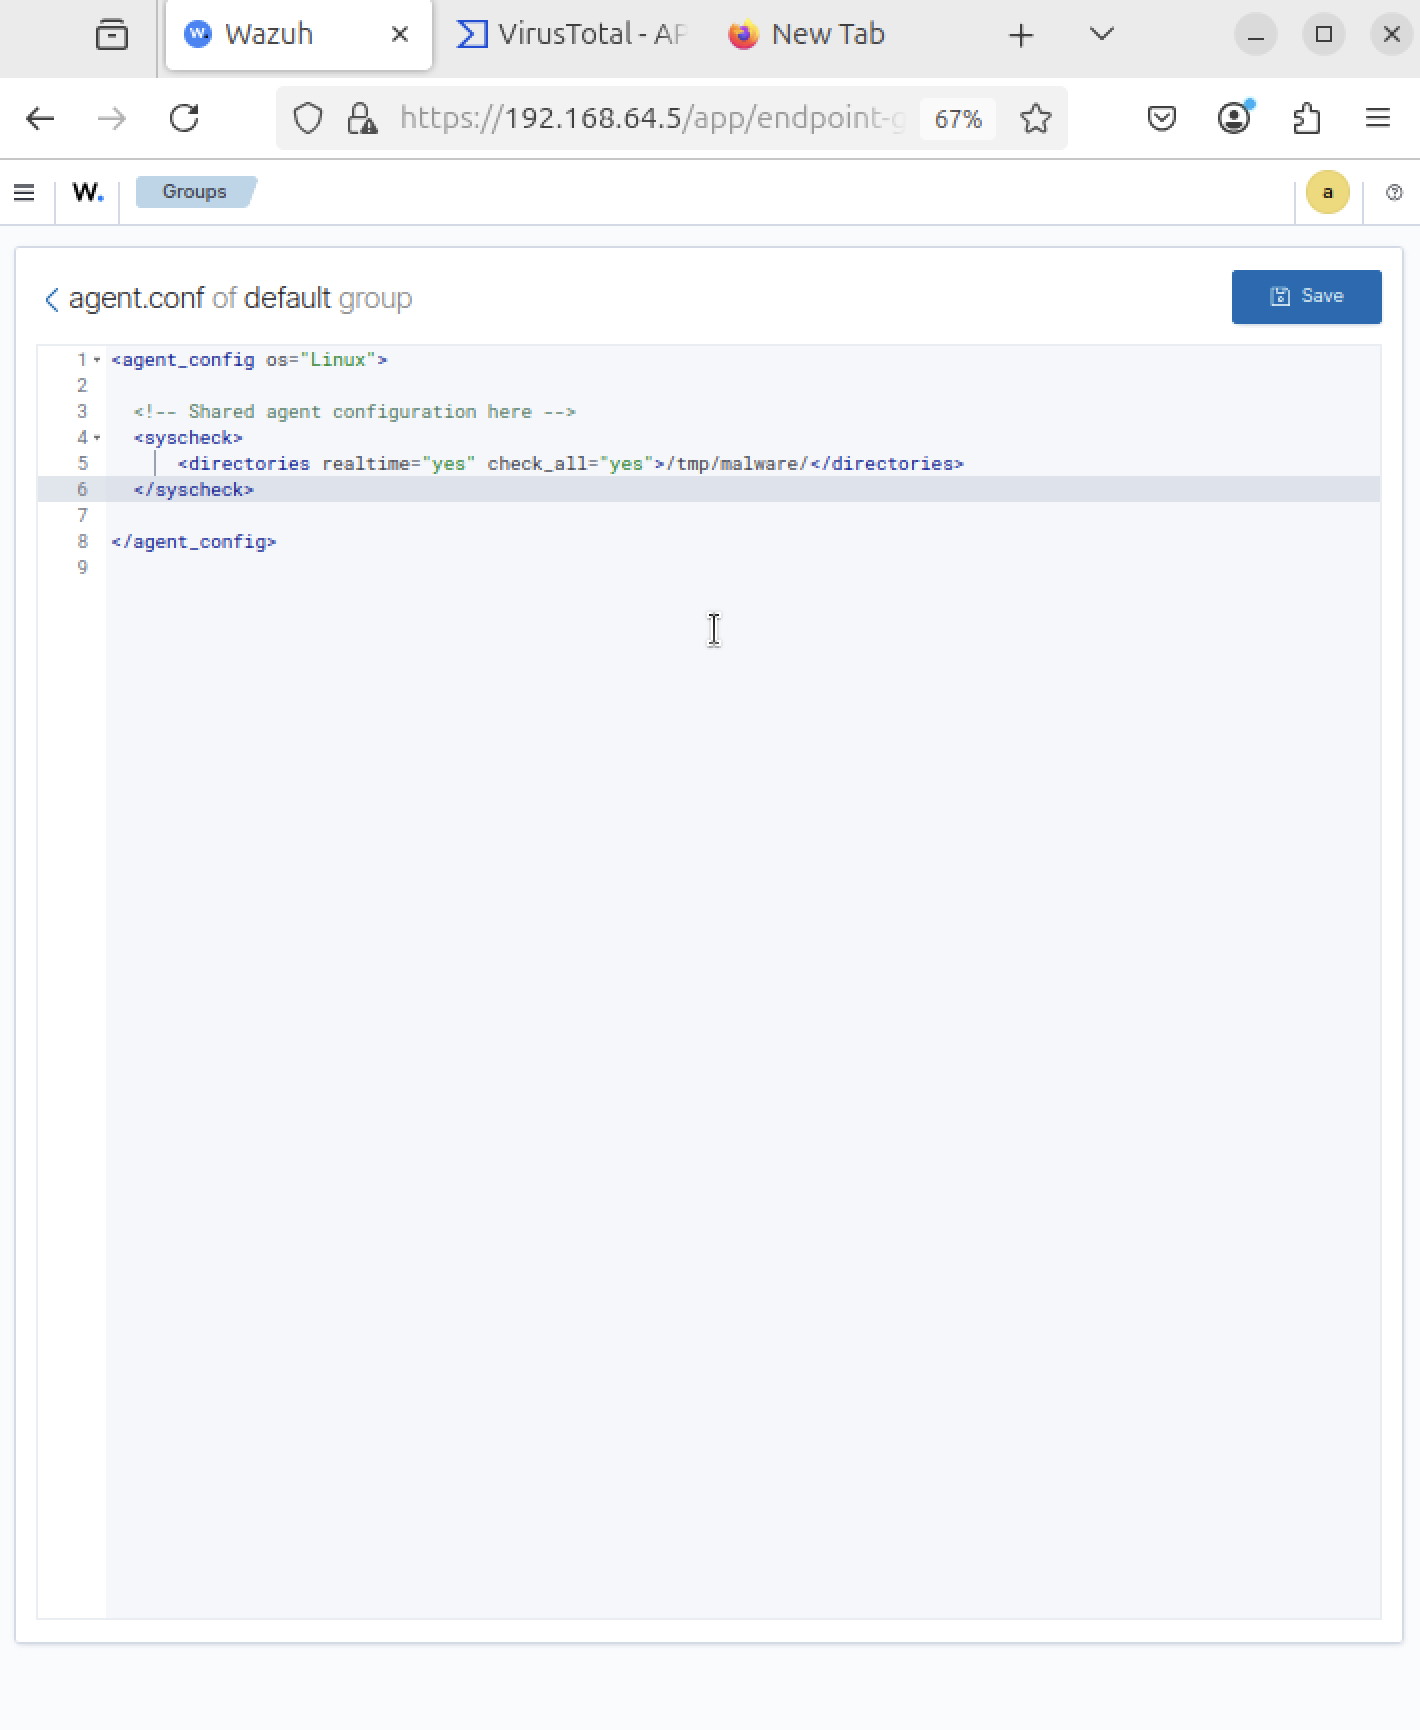 Wazuh
VirusTotal - AP
New Tab
https://192.168.64.5/app/endpoint-g
67%
W.
Groups
a
agent.conf of default group
Save
1 <agent_config os="Linux">
2
3 <!-- Shared agent configuration here -->
4 <syscheck>
5 <directories realtime="yes" check_all="yes">/tmp/malware/</directories>
6 </syscheck>
7
8 </agent_config>
9